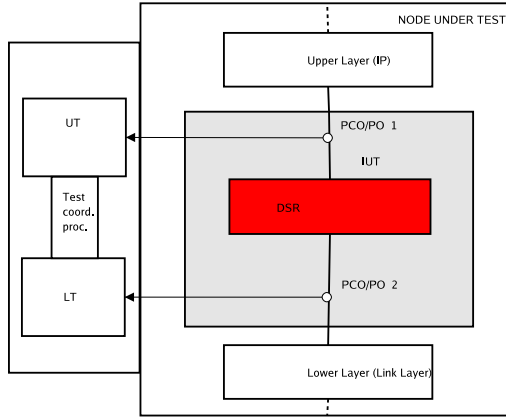 NODE UNDER TEST
Upper Layer (IP)
UT
PCO/PO 1
IUT
Test
coord.
proc.
DSR
LT
PCO/PO 2
Lower Layer (Link Layer)